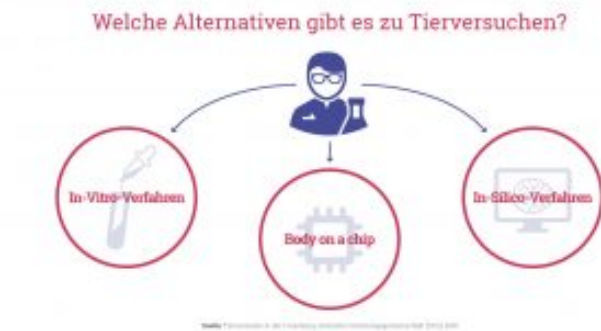 Welche Alternativen gibt es zu Tierversuchen?
In-Vitro-Verfahren
Body on a chip
In-Silico-Verfahren